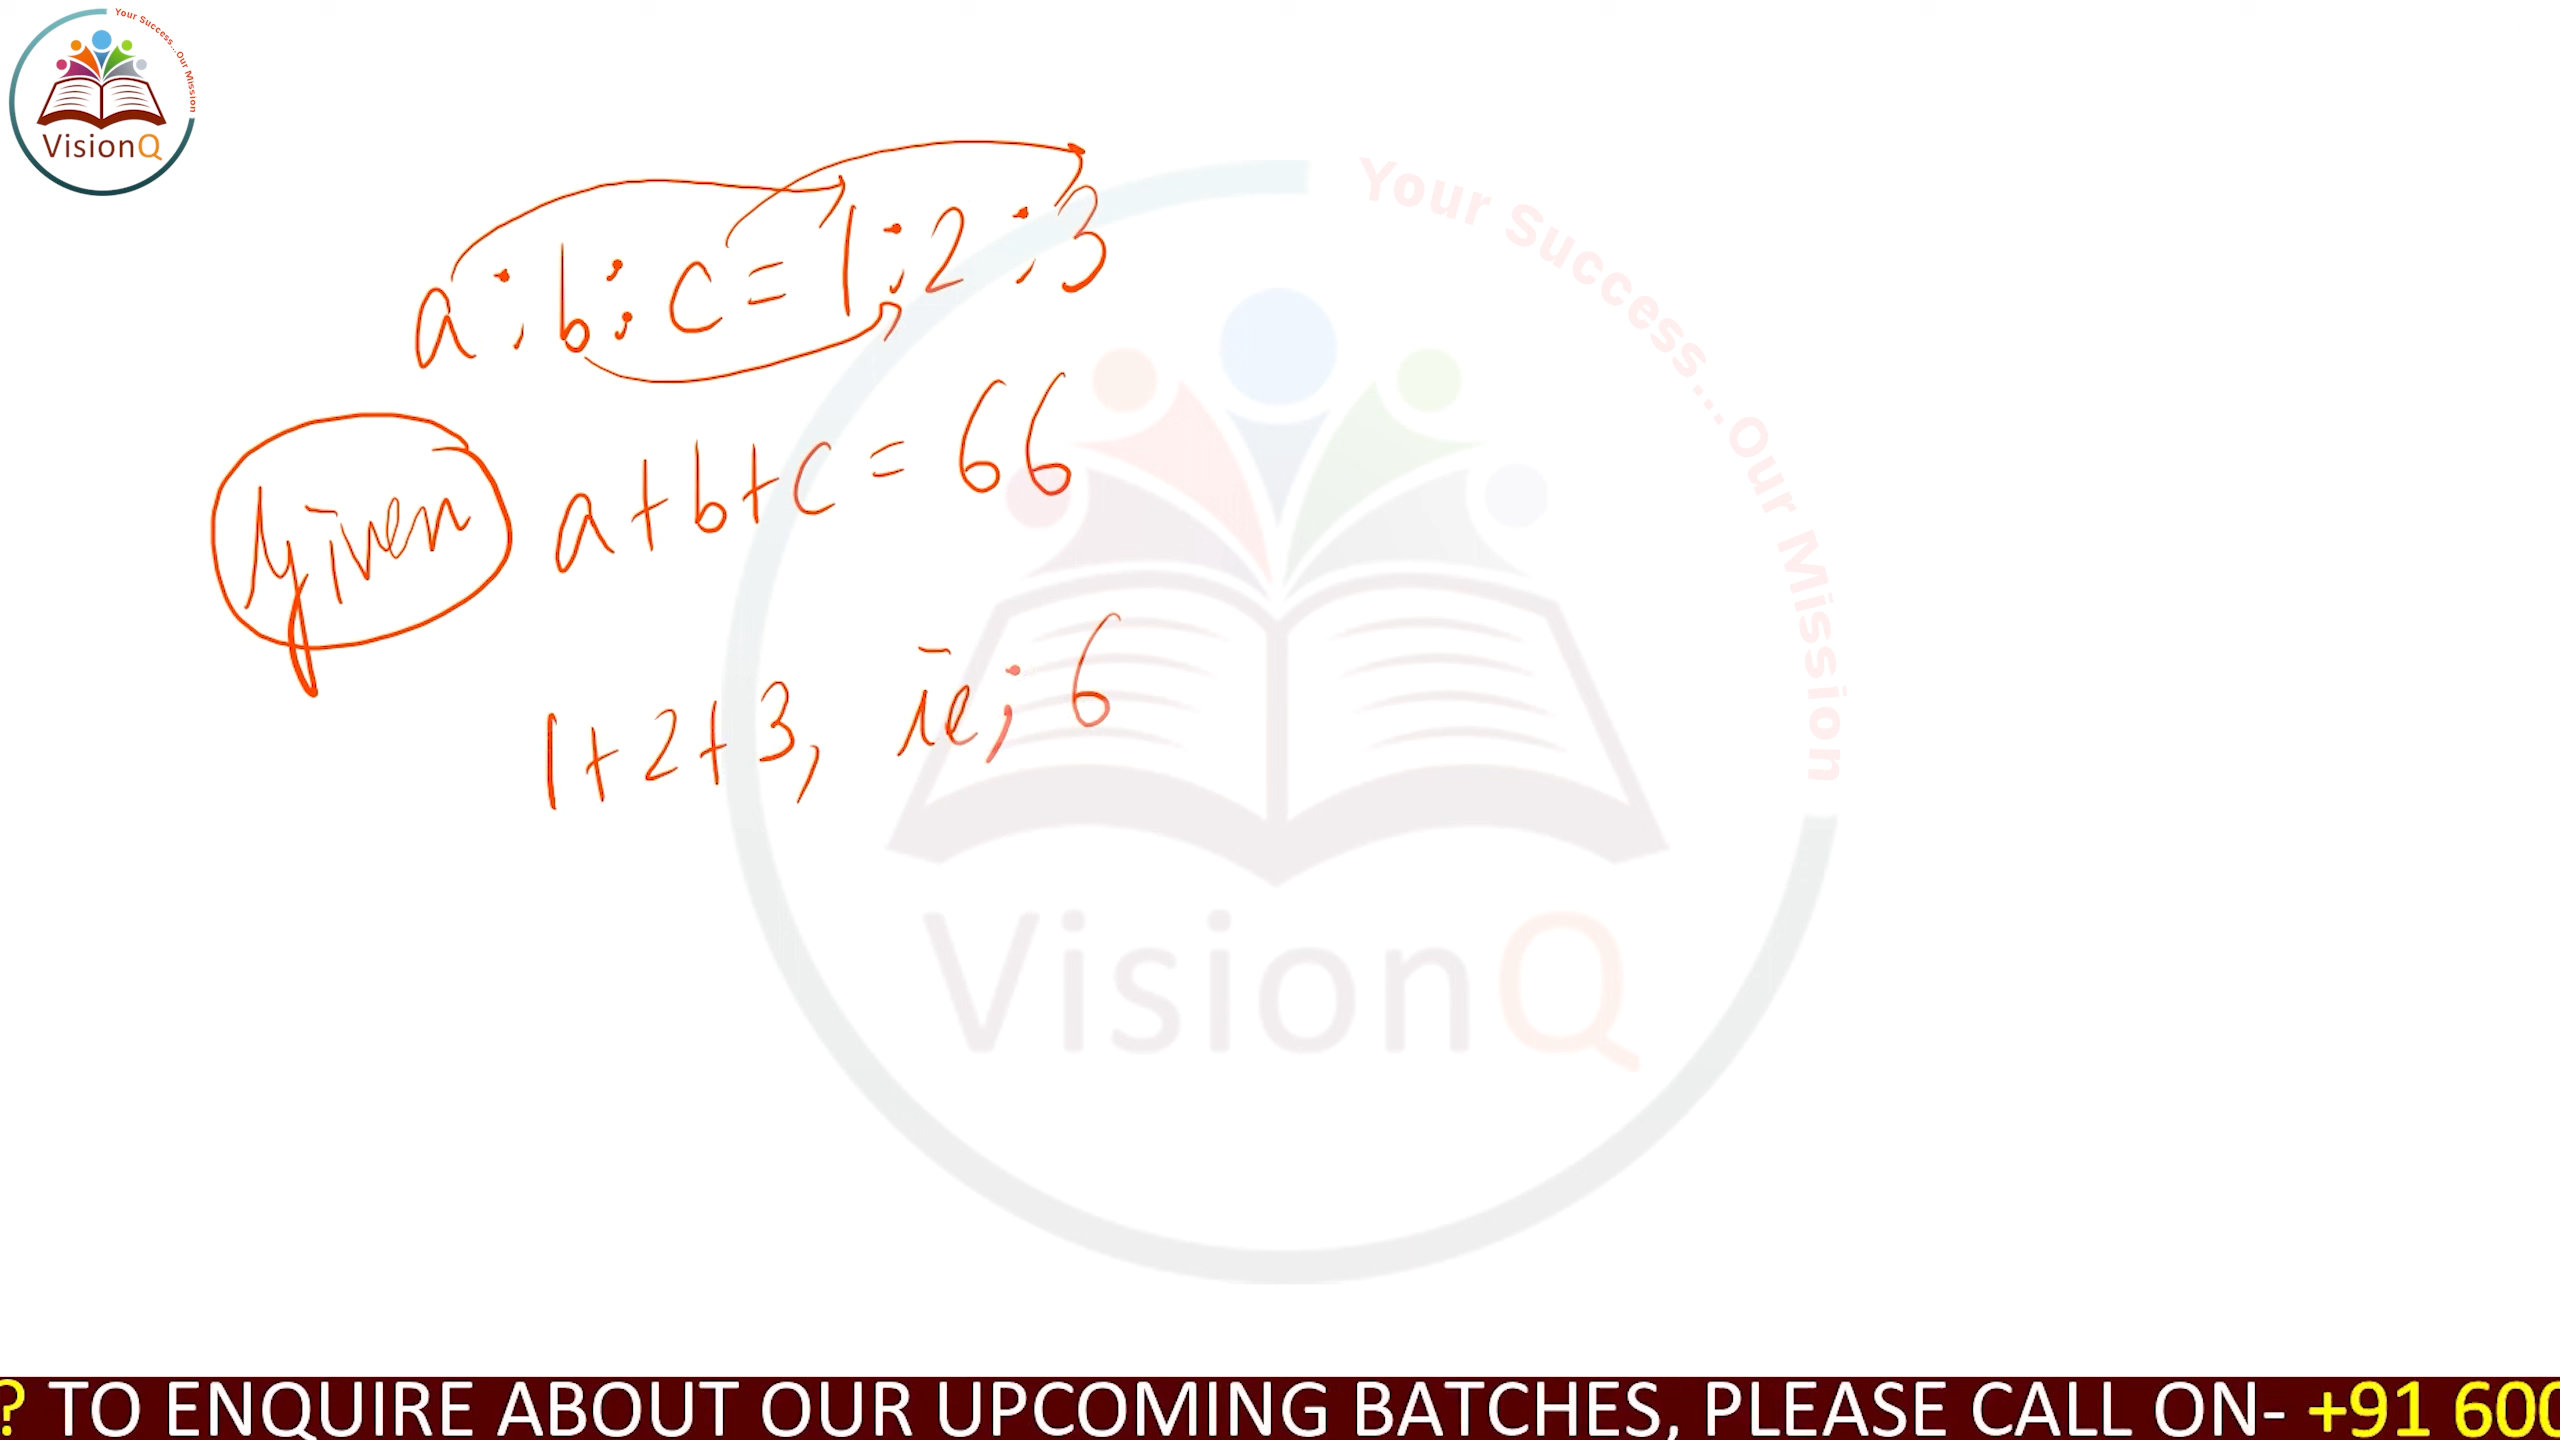 Your Success...Our Mission
VisionQ
a:b:c=1:2:3
Given a+b+c=66
1+2+3, ie; 6
Your Success...Our Mission
VisionQ
? TO ENQUIRE ABOUT OUR UPCOMING BATCHES, PLEASE CALL ON- +91 600